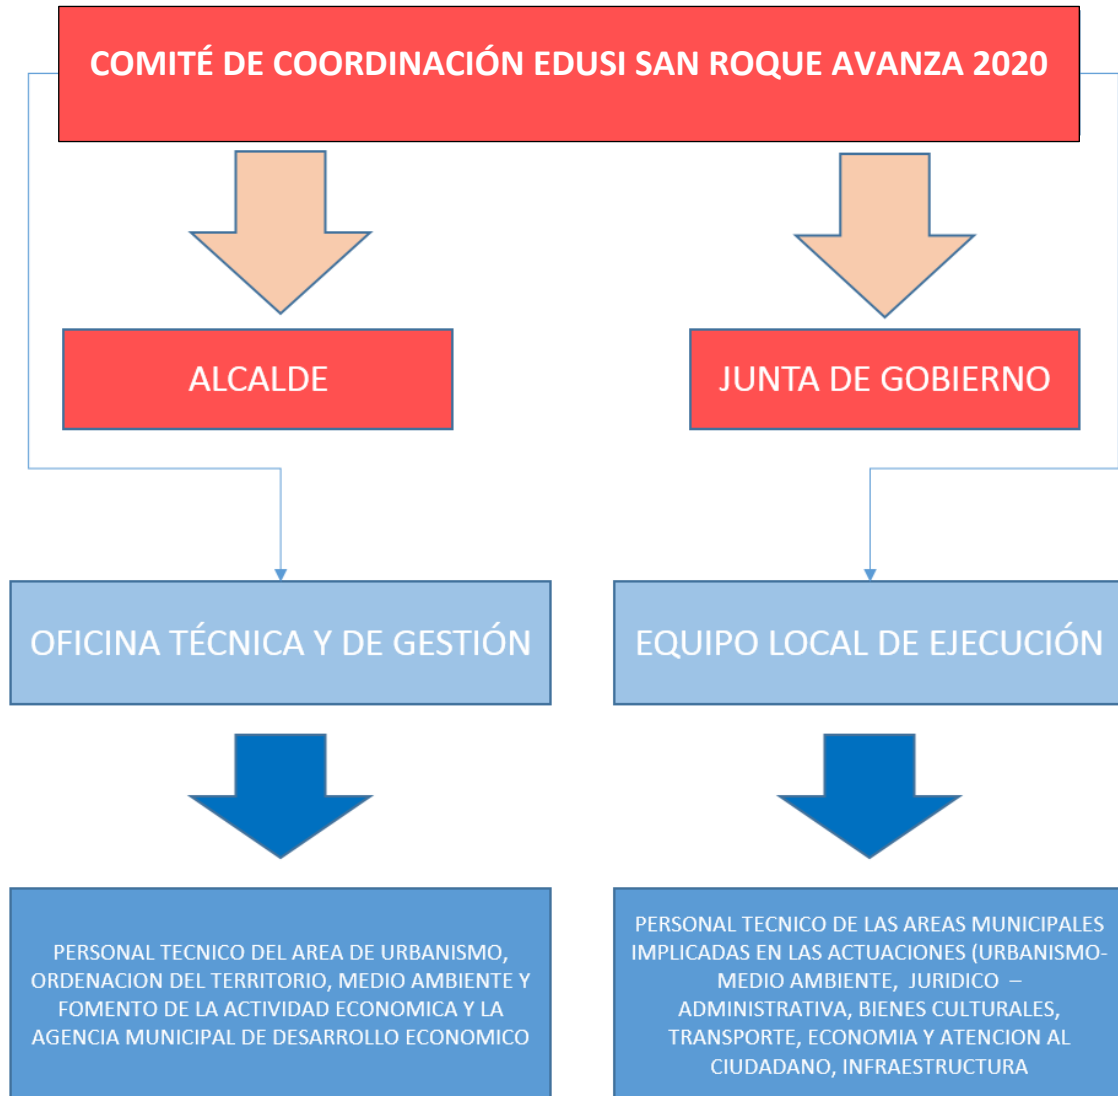 COMITÉ DE COORDINACIÓN EDUSI SAN ROQUE AVANZA 2020
ALCALDE
JUNTA DE GOBIERNO
OFICINA TÉCNICA Y DE GESTIÓN
EQUIPO LOCAL DE EJECUCIÓN
PERSONAL TECNICO DEL AREA DE URBANISMO,
ORDENACION DEL TERRITORIO, MEDIO AMBIENTE Y
FOMENTO DE LA ACTIVIDAD ECONOMICA Y LA
AGENCIA MUNICIPAL DE DESARROLLO ECONOMICO
PERSONAL TECNICO DE LAS AREAS MUNICIPALES
IMPLICADAS EN LAS ACTUACIONES (URBANISMO-
MEDIO AMBIENTE, JURIDICO –
ADMINISTRATIVA, BIENES CULTURALES,
TRANSPORTE, ECONOMIA Y ATENCION AL
CIUDADANO, INFRAESTRUCTURA